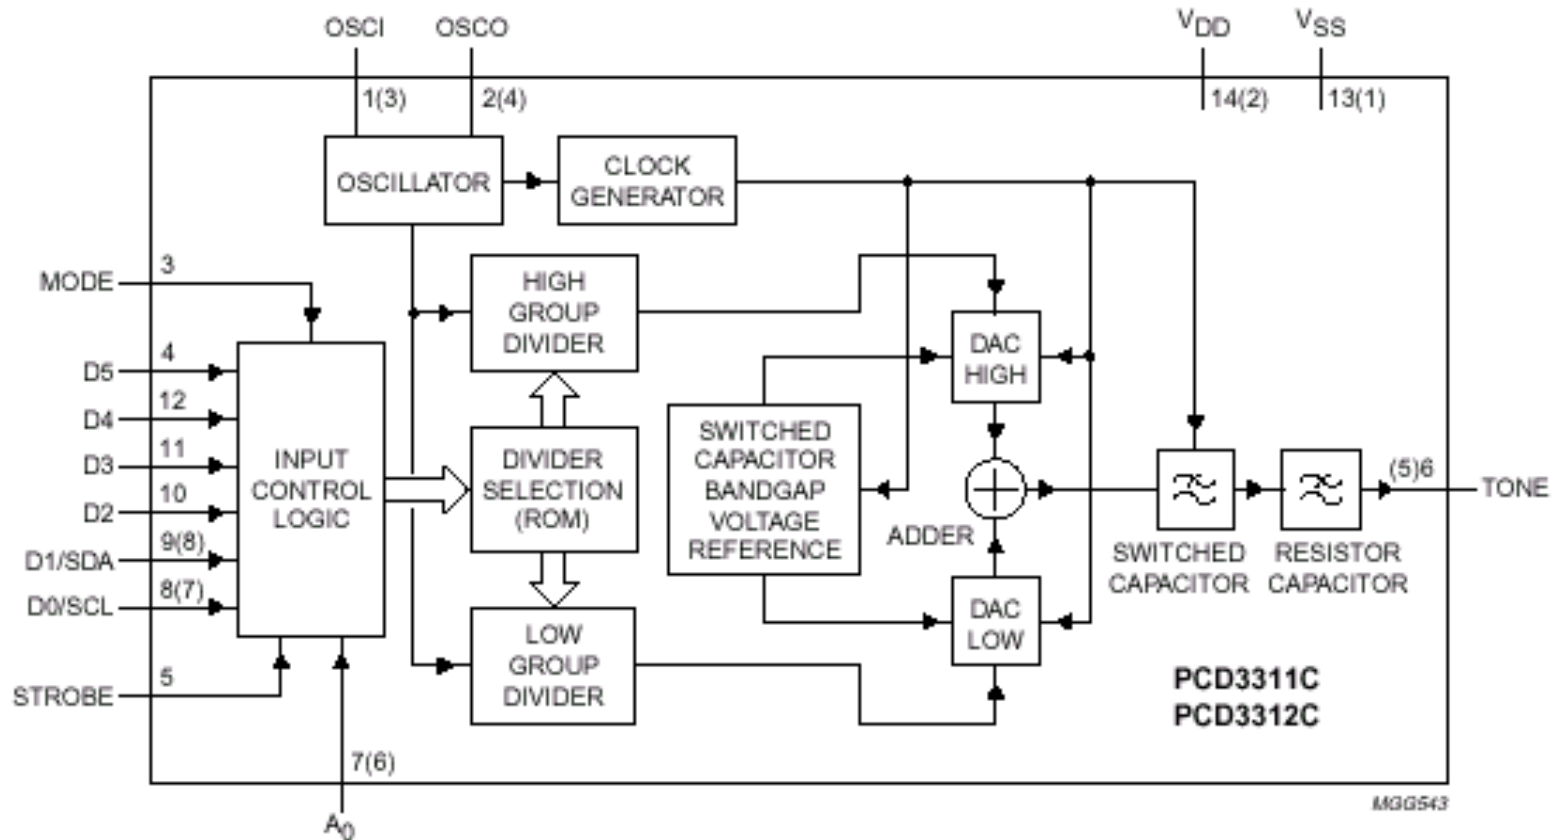 OSCI
OSCO
VDD
VSS
1(3)
2(4)
14(2)
13(1)
OSCILLATOR
CLOCK
GENERATOR
MODE
3
HIGH
GROUP
DIVIDER
DAC
HIGH
D5
4
D4
12
D3
11
D2
10
D1/SDA
9(8)
D0/SCL
8(7)
INPUT
CONTROL
LOGIC
DIVIDER
SELECTION
(ROM)
SWITCHED
CAPACITOR
BANDGAP
VOLTAGE
REFERENCE
ADDER
SWITCHED
CAPACITOR
RESISTOR
CAPACITOR
(5)6
TONE
LOW
GROUP
DIVIDER
DAC
LOW
STROBE
5
7(6)
A0
PCD3311C
PCD3312C
MGG543